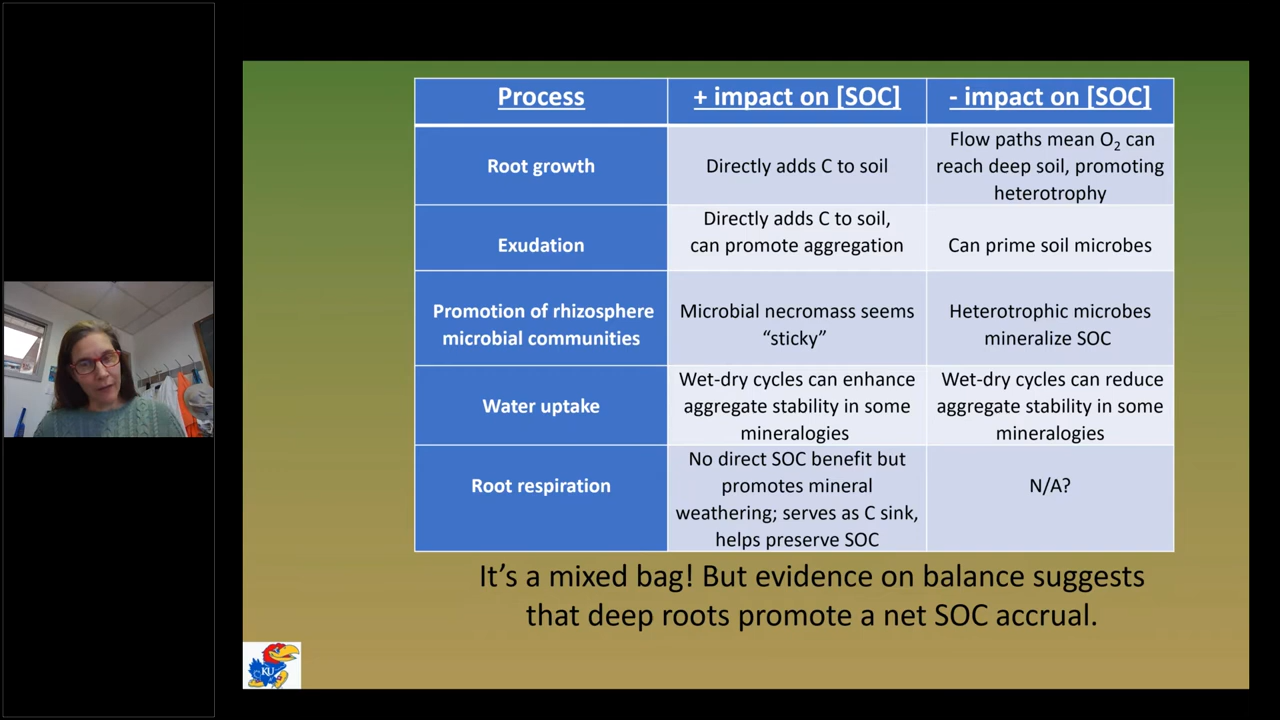 Process
+ impact on [SOC]
- impact on [SOC]
Root growth
Directly adds C to soil
Flow paths mean O₂ can
reach deep soil, promoting
heterotrophy
Exudation
Directly adds C to soil,
can promote aggregation
Can prime soil microbes
Promotion of rhizosphere
microbial communities
Microbial necromass seems
“sticky”
Heterotrophic microbes
mineralize SOC
Water uptake
Wet-dry cycles can enhance
aggregate stability in some
mineralogies
Wet-dry cycles can reduce
aggregate stability in some
mineralogies
Root respiration
No direct SOC benefit but
promotes mineral
weathering; serves as C sink,
helps preserve SOC
N/A?
It’s a mixed bag! But evidence on balance suggests
that deep roots promote a net SOC accrual.
KU